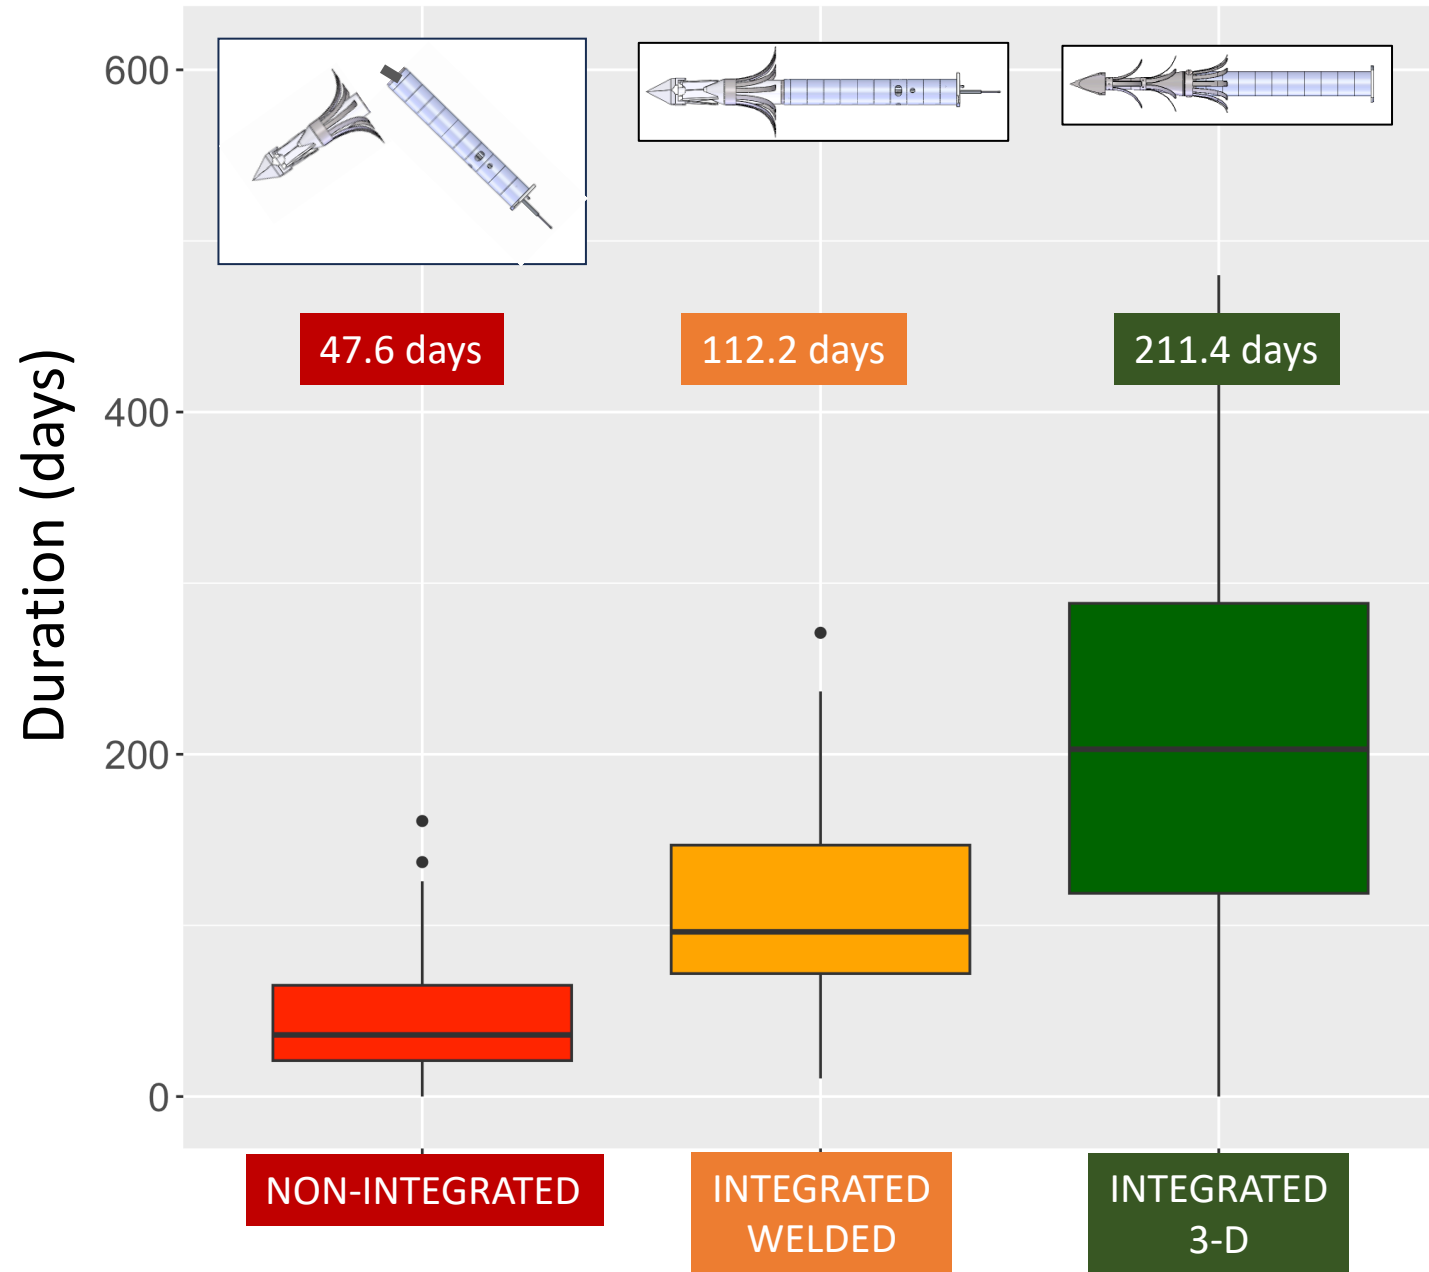 Duration (days)
600
400
200
0
47.6 days
112.2 days
211.4 days
NON-INTEGRATED
INTEGRATED
WELDED
INTEGRATED
3-D